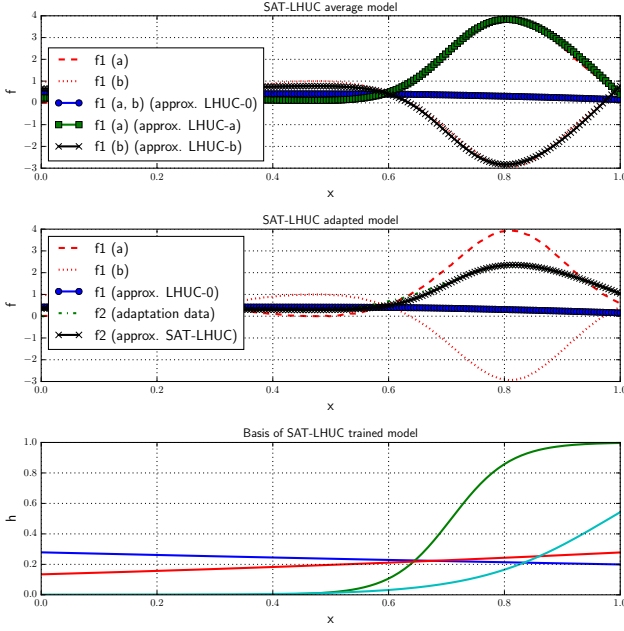 SAT-LHUC average model
4
3
2
1
0
−1
−2
−3
f
f1 (a)
f1 (b)
f1 (a, b) (approx. LHUC-0)
f1 (a) (approx. LHUC-a)
f1 (b) (approx. LHUC-b)
0.0 0.2 0.4 0.6 0.8 1.0
x
SAT-LHUC adapted model
4
3
2
1
0
−1
−2
−3
f
f1 (a)
f1 (b)
f1 (approx. LHUC-0)
f2 (adaptation data)
f2 (approx. SAT-LHUC)
0.0 0.2 0.4 0.6 0.8 1.0
x
Basis of SAT-LHUC trained model
1.0
0.8
0.6
0.4
0.2
0.0
h
0.0 0.2 0.4 0.6 0.8 1.0
x